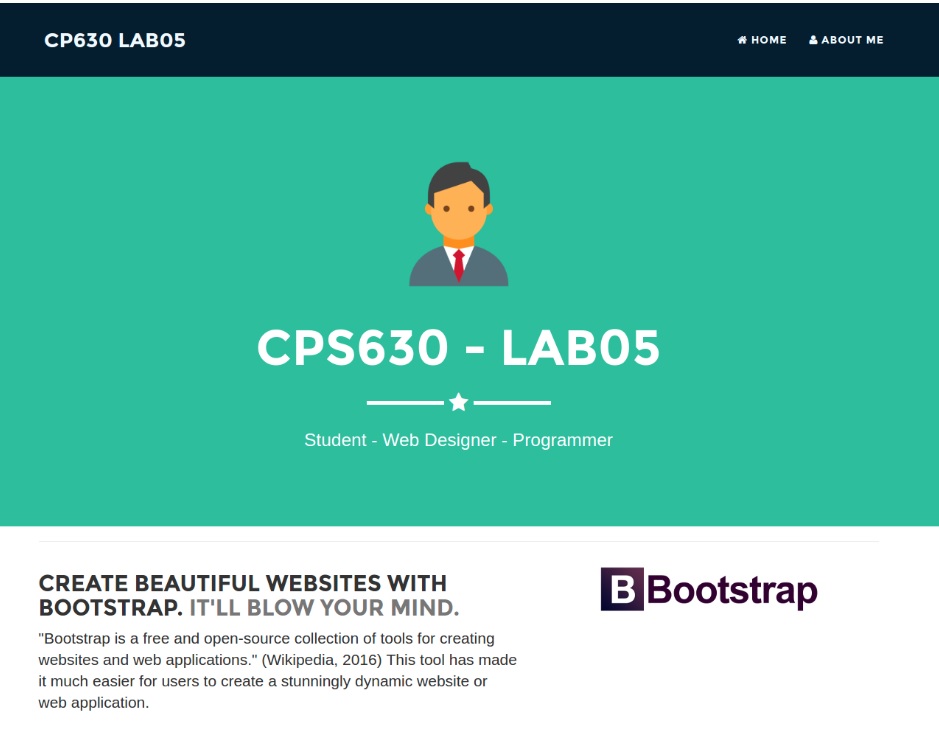 CP630 LAB05
HOME
ABOUT ME
CPS630 - LAB05
Student - Web Designer - Programmer
CREATE BEAUTIFUL WEBSITES WITH
BOOTSTRAP. IT'LL BLOW YOUR MIND.
"Bootstrap is a free and open-source collection of tools for creating
websites and web applications." (Wikipedia, 2016) This tool has made
it much easier for users to create a stunningly dynamic website or
web application.
B Bootstrap